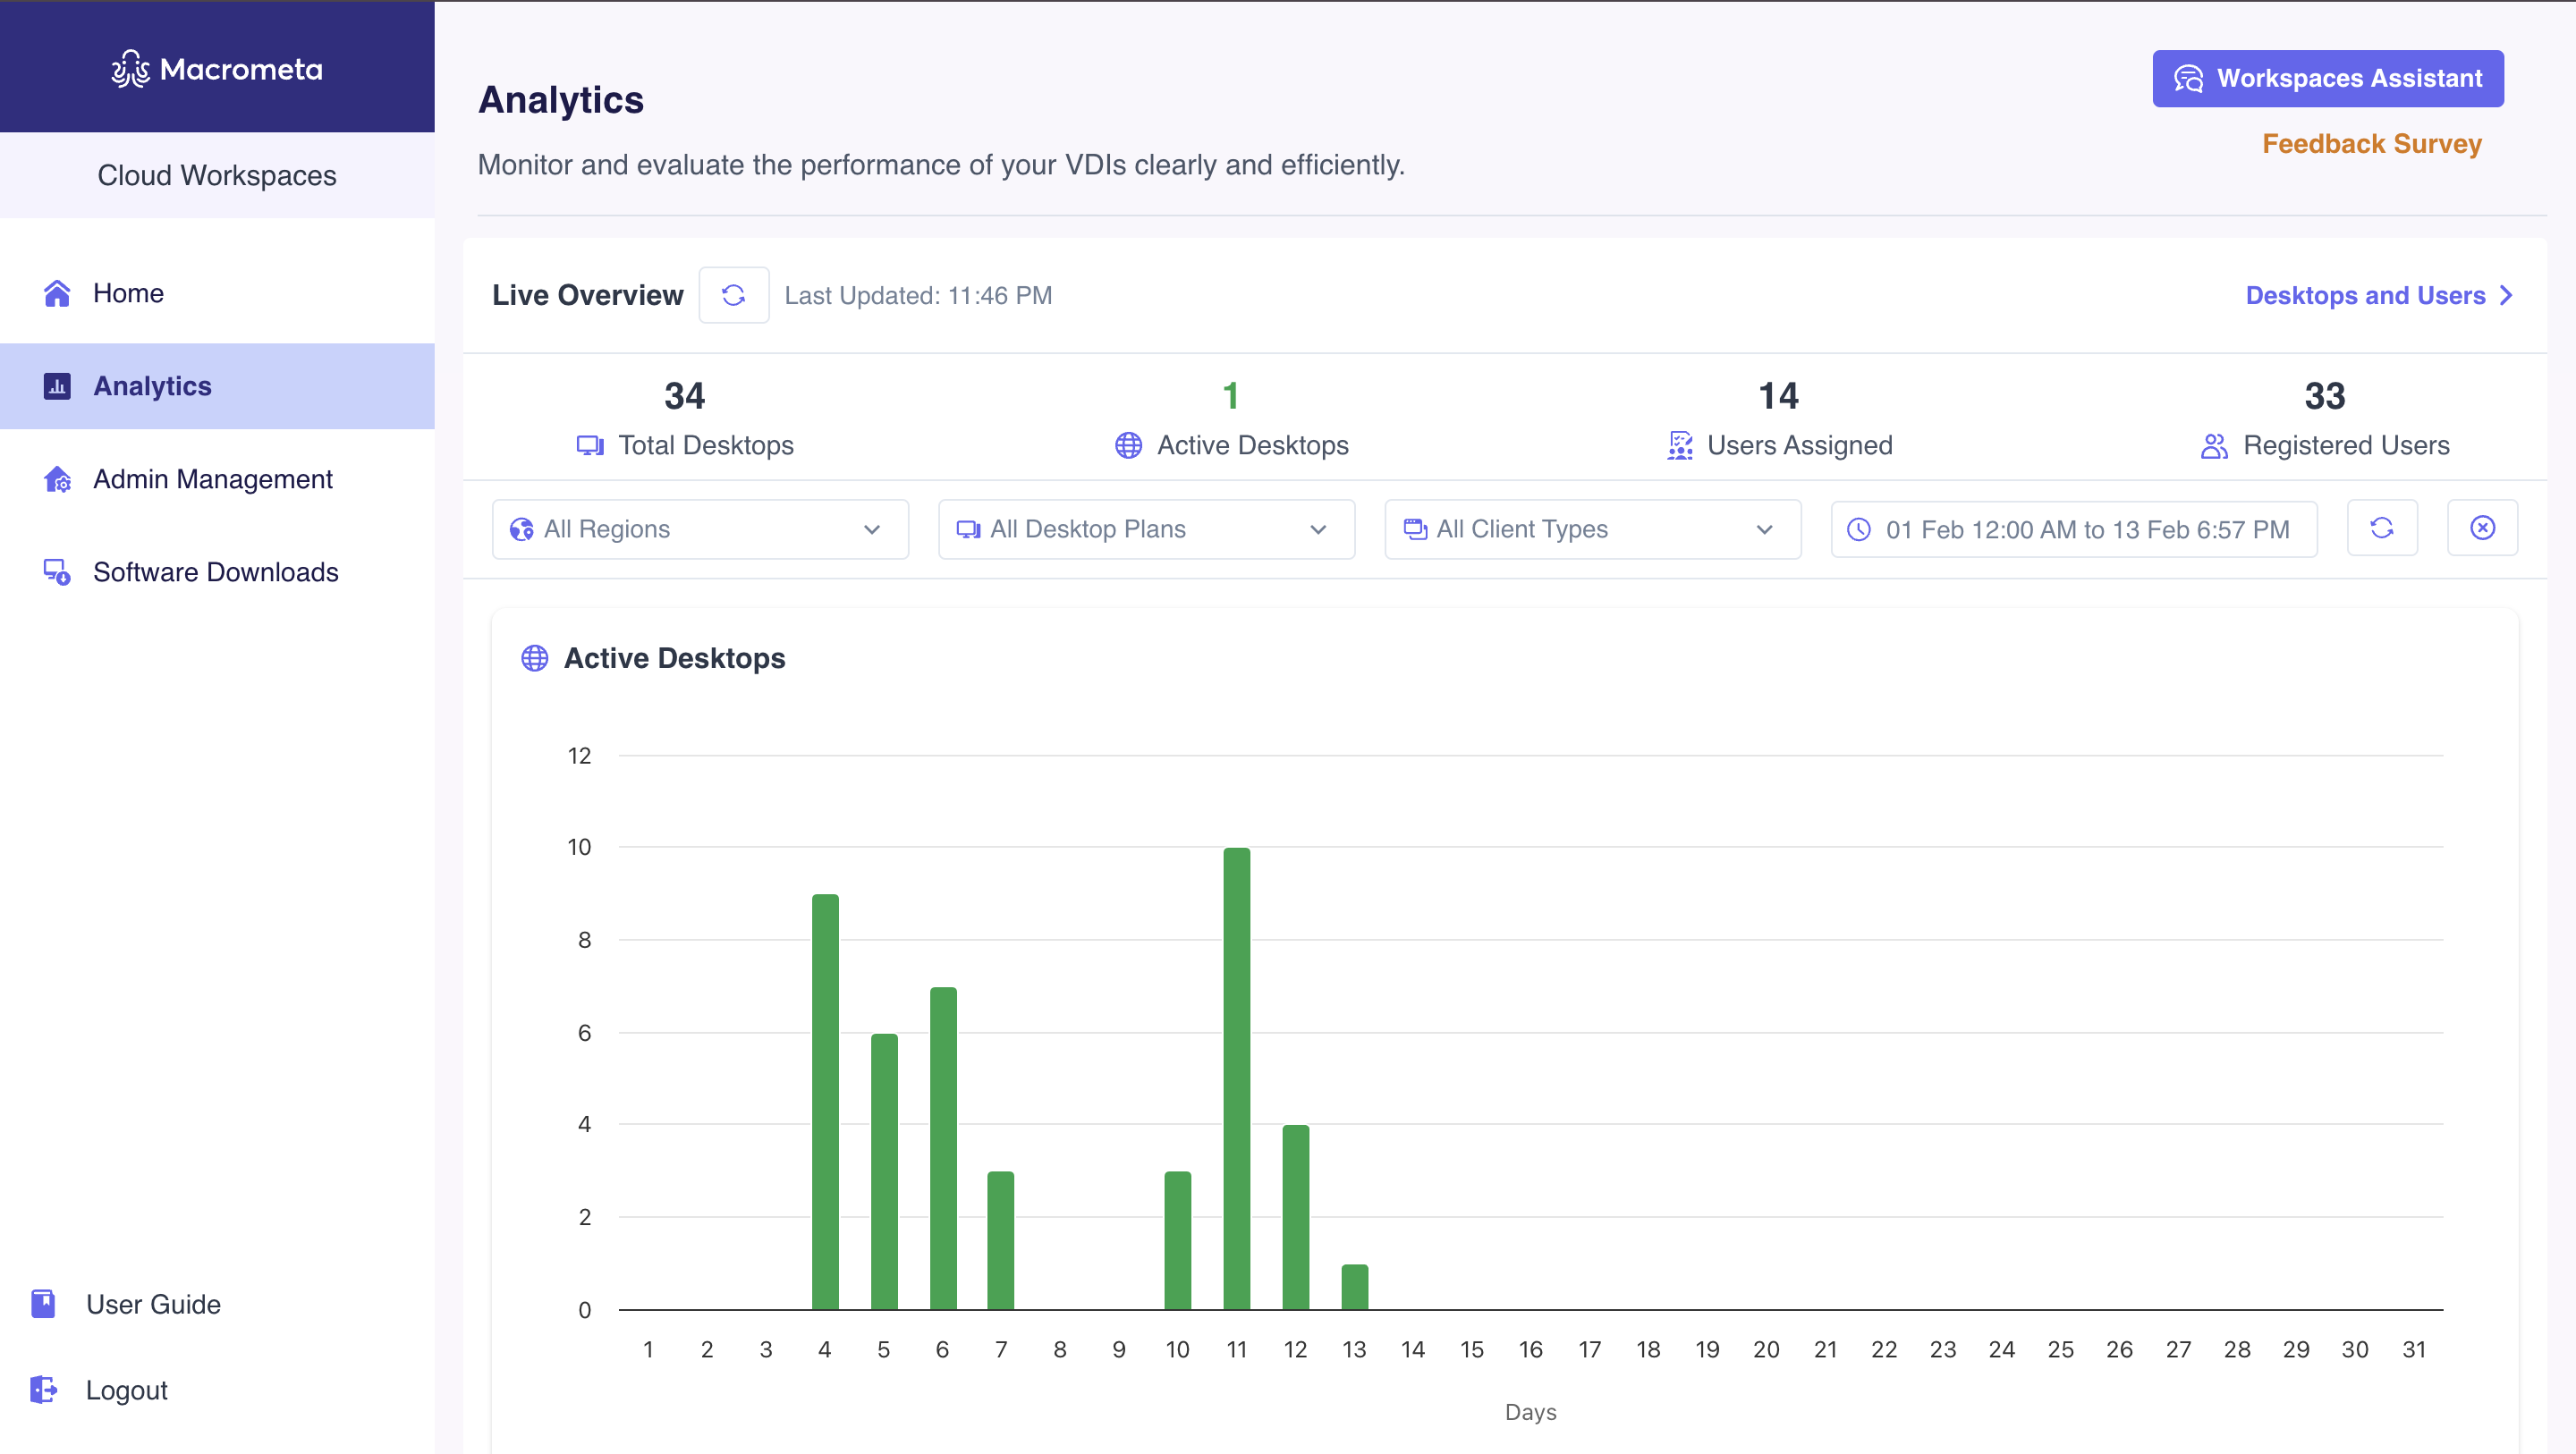 Macrometa
Cloud Workspaces
Home
Analytics
Admin Management
Software Downloads
User Guide
Logout
Analytics
Monitor and evaluate the performance of your VDIs clearly and efficiently.
Workspaces Assistant
Feedback Survey
Live Overview
Last Updated: 11:46 PM
Desktops and Users
34
Total Desktops
1
Active Desktops
14
Users Assigned
33
Registered Users
All Regions
All Desktop Plans
All Client Types
01 Feb 12:00 AM to 13 Feb 6:57 PM
Active Desktops
12
10
8
6
4
2
0
1 2 3 4 5 6 7 8 9 10 11 12 13 14 15 16 17 18 19 20 21 22 23 24 25 26 27 28 29 30 31
Days